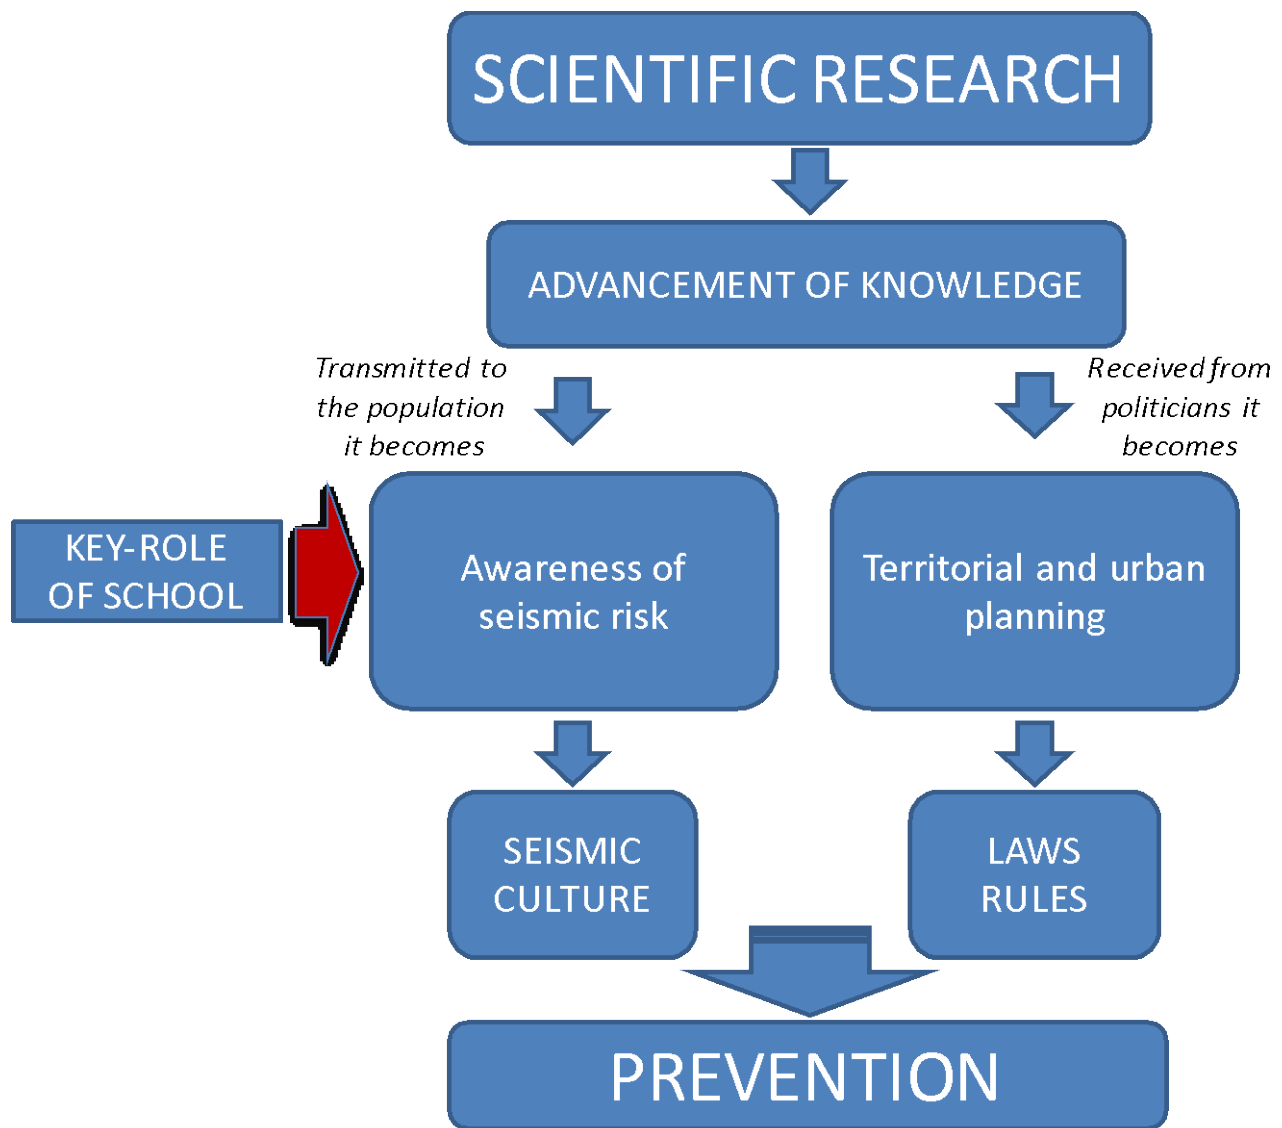 SCIENTIFIC RESEARCH
ADVANCEMENT OF KNOWLEDGE
Transmitted to
the population
it becomes
Received from
politicians it
becomes
KEY-ROLE
OF SCHOOL
Awareness of
seismic risk
Territorial and urban
planning
SEISMIC
CULTURE
LAWS
RULES
PREVENTION